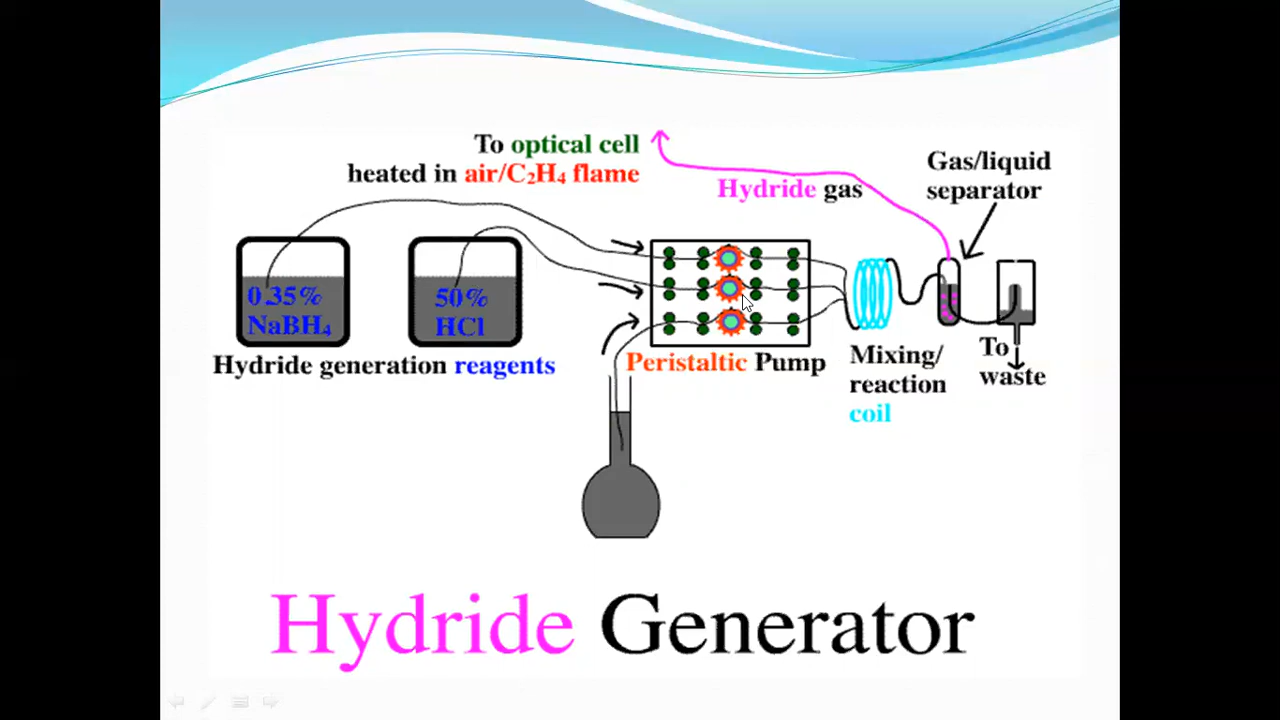 To optical cell
heated in air/C₂H₄ flame
Hydride gas
Gas/liquid
separator
0.35%
NaBH₄
50%
HCl
Hydride generation reagents
Peristaltic Pump
Mixing/
reaction
coil
To
waste
Hydride Generator